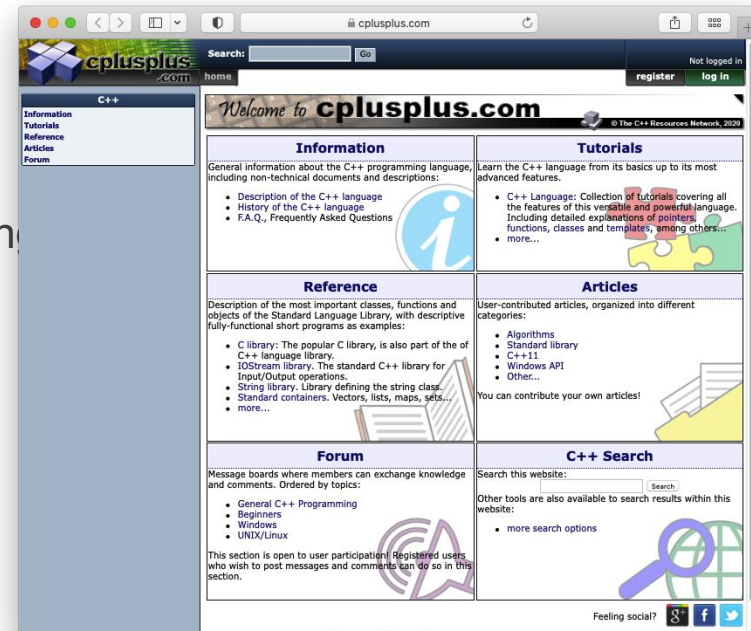 cplusplus.com
cplusplus
.com
Search:
Go
Not logged in
home
register
log in
C++
Information
Tutorials
Reference
Articles
Forum
Welcome to cplusplus.com
© The C++ Resources Network, 2020
Information
General information about the C++ programming language,
including non-technical documents and descriptions:
Description of the C++ language
History of the C++ language
F.A.Q., Frequently Asked Questions
Tutorials
Learn the C++ language from its basics up to its most
advanced features.
C++ Language: Collection of tutorials covering all
the features of this versatile and powerful language.
Including detailed explanations of pointers,
functions, classes and templates, among others...
more...
Reference
Description of the most important classes, functions and
objects of the Standard Language Library, with descriptive
fully-functional short programs as examples:
C library: The popular C library, is also part of the of
C++ language library.
IOStream library. The standard C++ library for
Input/Output operations.
String library. Library defining the string class.
Standard containers. Vectors, lists, maps, sets...
more...
Articles
User-contributed articles, organized into different
categories:
Algorithms
Standard library
C++11
Windows API
Other...
You can contribute your own articles!
Forum
Message boards where members can exchange knowledge
and comments. Ordered by topics:
General C++ Programming
Beginners
Windows
UNIX/Linux
This section is open to user participation! Registered users
who wish to post messages and comments can do so in this
section.
C++ Search
Search this website:
Search
Other tools are also available to search results within this
website:
more search options
Feeling social?